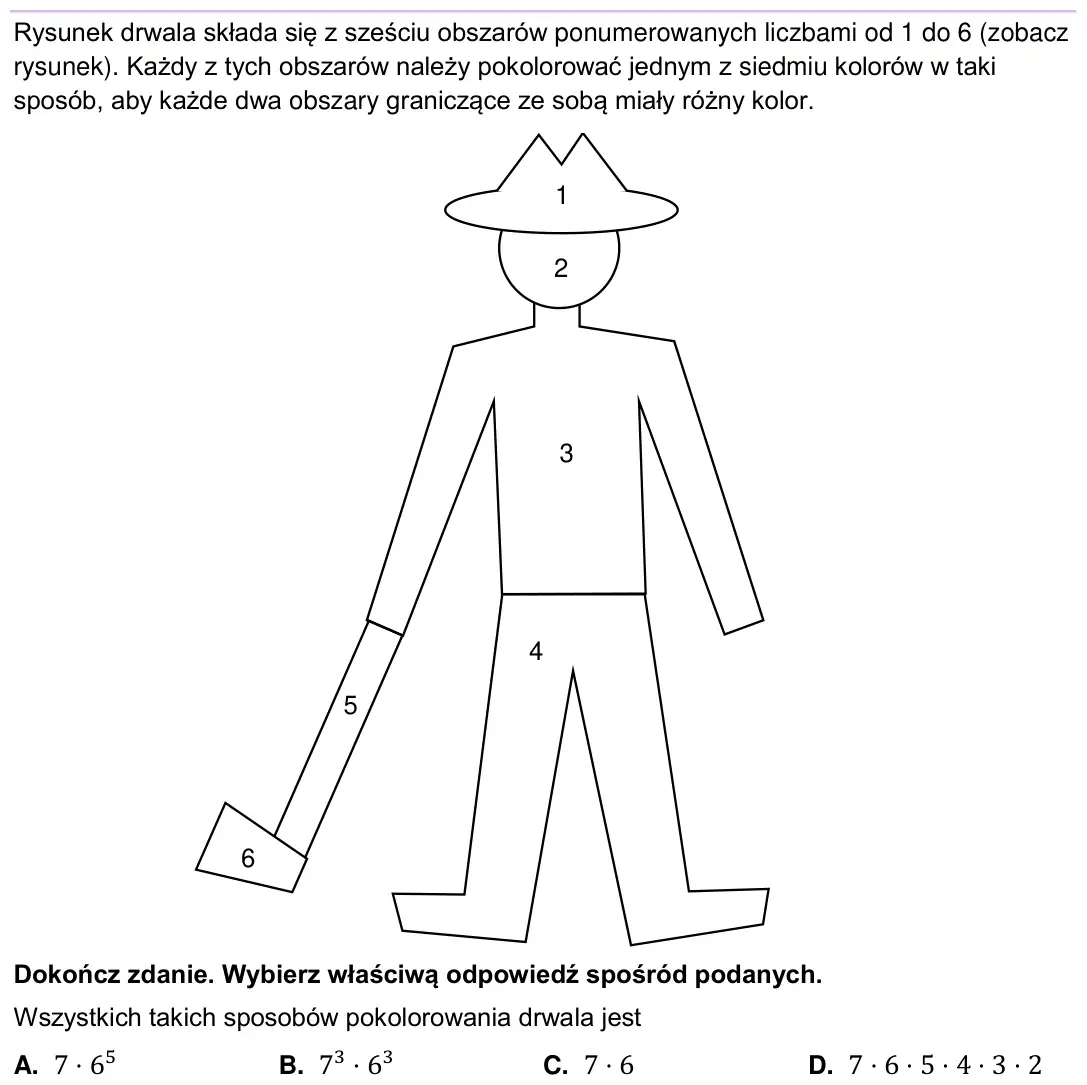 Rysunek drwala składa się z sześciu obszarów ponumerowanych liczbami od 1 do 6 (zobacz
rysunek). Każdy z tych obszarów należy pokolorować jednym z siedmiu kolorów w taki
sposób, aby każde dwa obszary graniczące ze sobą miały różny kolor.
1
2
3
4
5
6
Dokończ zdanie. Wybierz właściwą odpowiedź spośród podanych.
Wszystkich takich sposobów pokolorowania drwala jest
A. 7 · 6⁵ B. 7³ · 6³ C. 7 · 6 D. 7 · 6 · 5 · 4 · 3 · 2